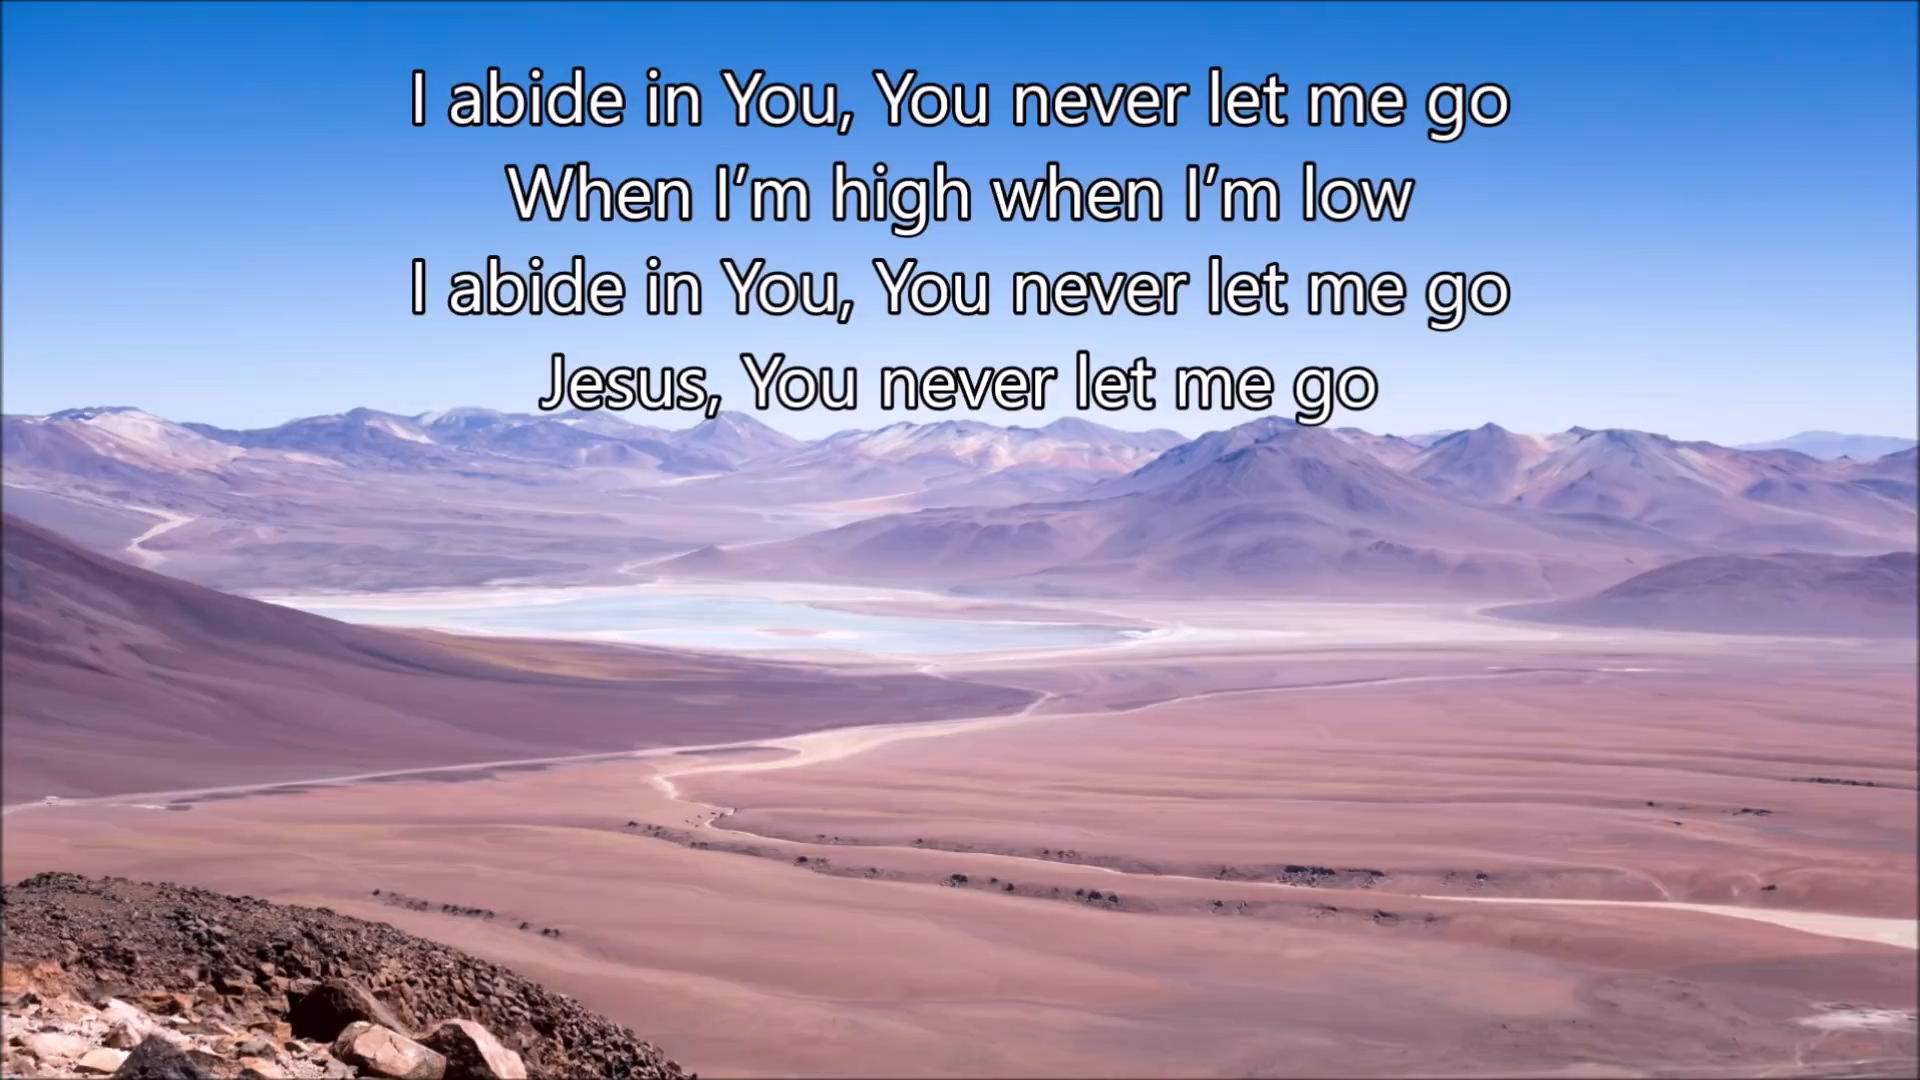 I abide in You, You never let me go
When I’m high when I’m low
I abide in You, You never let me go
Jesus, You never let me go